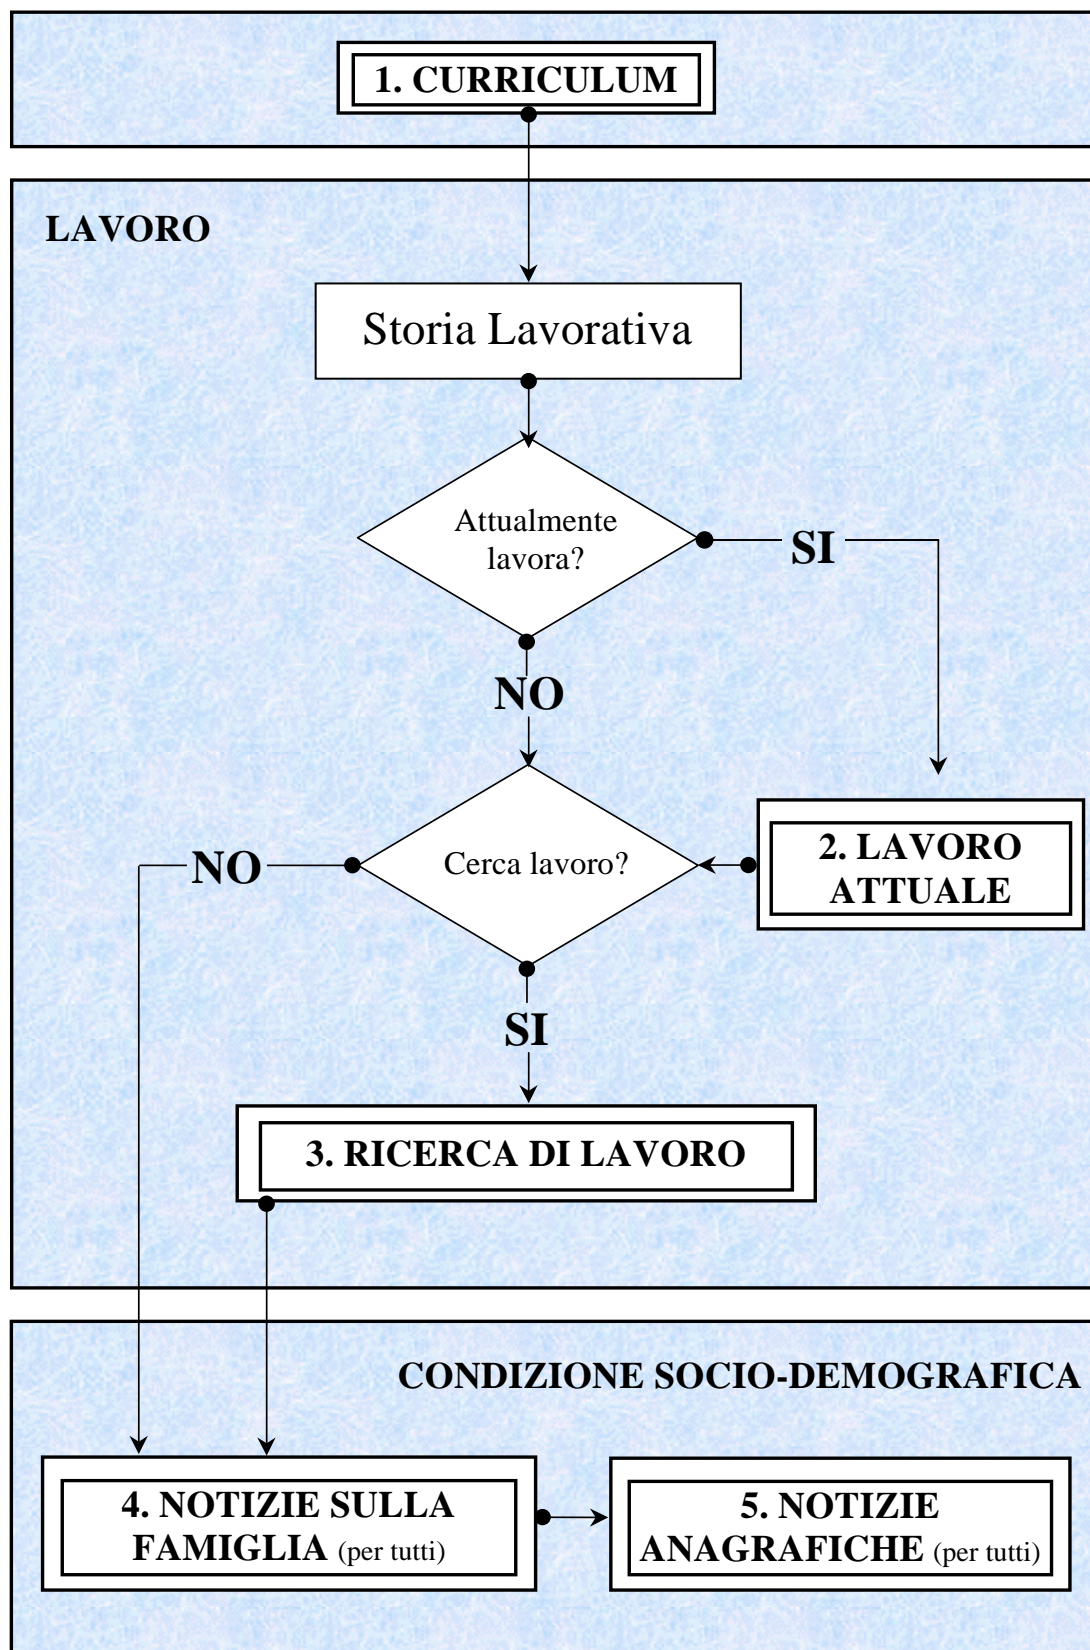 1. CURRICULUM
LAVORO
Storia Lavorativa
Attualmente
lavora?
SI
NO
Cerca lavoro?
NO
2. LAVORO
ATTUALE
SI
3. RICERCA DI LAVORO
CONDIZIONE SOCIO-DEMOGRAFICA
4. NOTIZIE SULLA
FAMIGLIA (per tutti)
5. NOTIZIE
ANAGRAFICHE (per tutti)